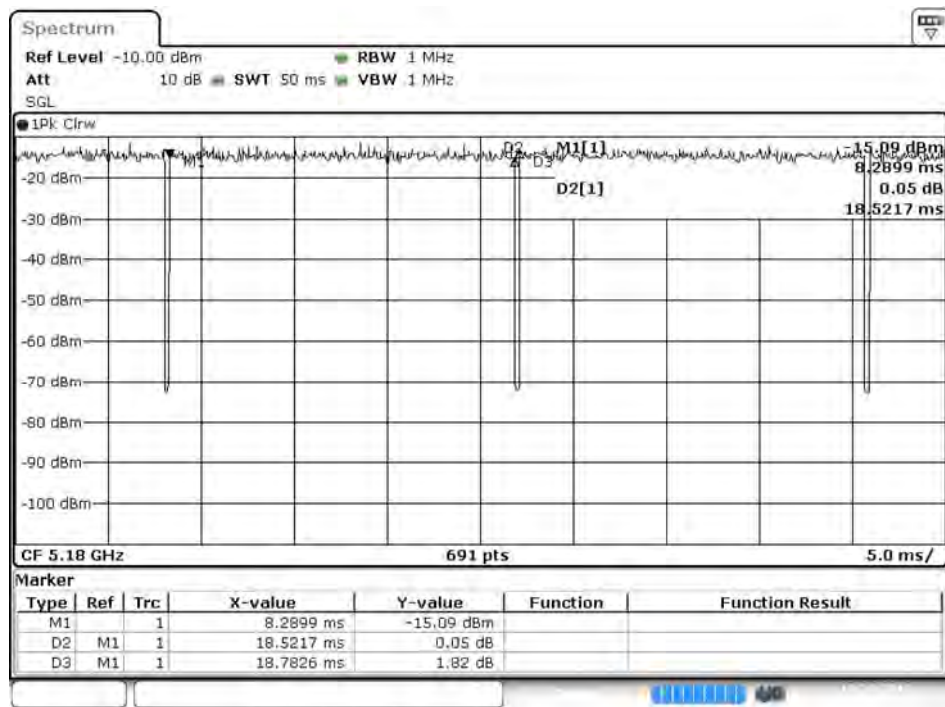 Spectrum
Ref Level -10.00 dBm RBW 1 MHz
Att 10 dB SWT 50 ms VBW 1 MHz
SGL
1Pk Clrw
D2 M1[1] -15.09 dBm
M1 D3 8.2899 ms
-20 dBm D2[1] 0.05 dB
18.5217 ms
-30 dBm
-40 dBm
-50 dBm
-60 dBm
-70 dBm
-80 dBm
-90 dBm
-100 dBm
CF 5.18 GHz 691 pts 5.0 ms/
Marker
Type Ref Trc X-value Y-value Function Function Result
M1 1 8.2899 ms -15.09 dBm
D2 M1 1 18.5217 ms 0.05 dB
D3 M1 1 18.7826 ms 1.82 dB